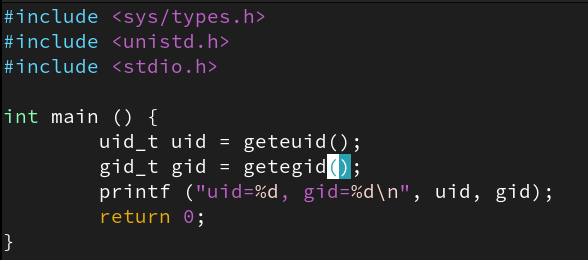 #include <sys/types.h>
#include <unistd.h>
#include <stdio.h>

int main () {
        uid_t uid = geteuid();
        gid_t gid = getegid();
        printf ("uid=%d, gid=%d\n", uid, gid);
        return 0;
}